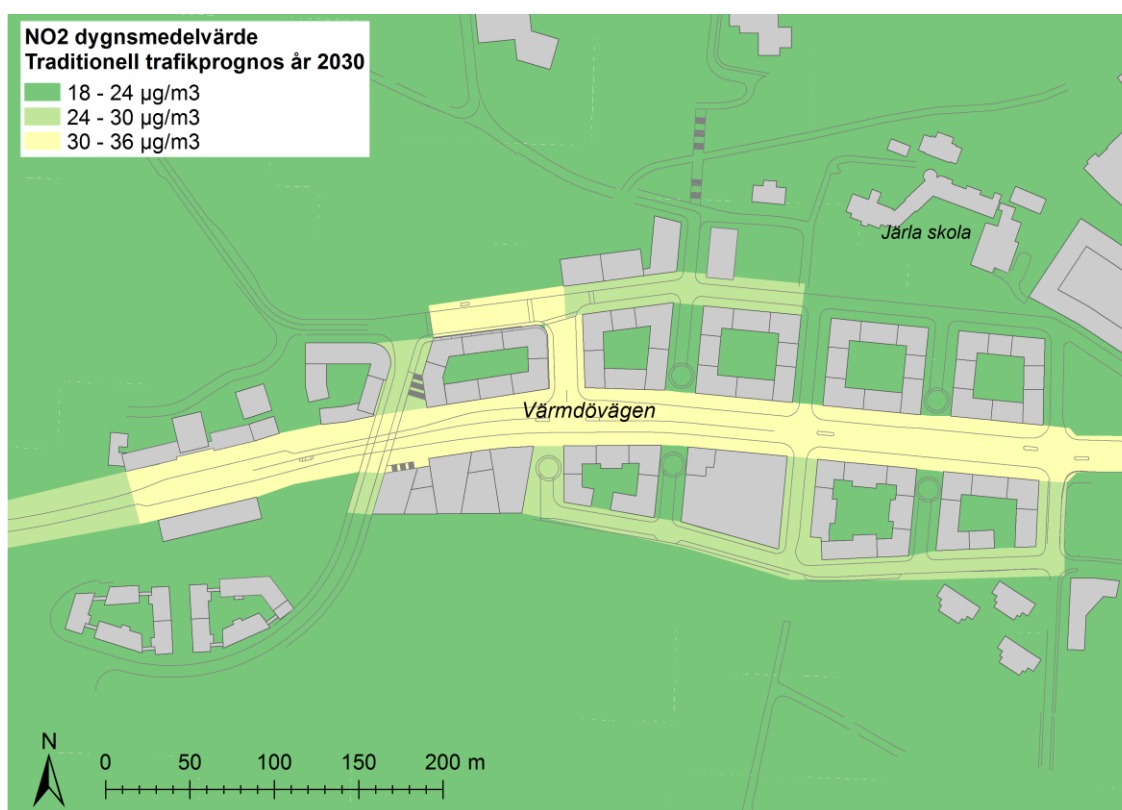 NO2 dygnsmedelvärde
Traditionell trafikprognos år 2030
18 - 24 µg/m3
24 - 30 µg/m3
30 - 36 µg/m3
Järla skola
Värmdövägen
N
0 50 100 150 200 m